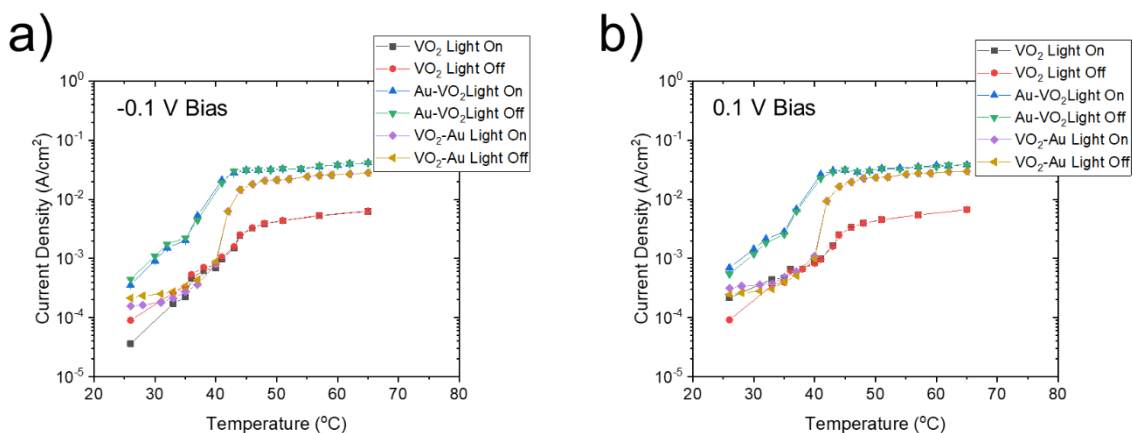 a)
VO₂ Light On
VO₂ Light Off
Au-VO₂Light On
Au-VO₂Light Off
VO₂-Au Light On
VO₂-Au Light Off
-0.1 V Bias
10⁰
10⁻¹
10⁻²
10⁻³
10⁻⁴
10⁻⁵
Current Density (A/cm²)
20 30 40 50 60 70 80
Temperature (ºC)
b)
VO₂ Light On
VO₂ Light Off
Au-VO₂Light On
Au-VO₂Light Off
VO₂-Au Light On
VO₂-Au Light Off
0.1 V Bias
10⁰
10⁻¹
10⁻²
10⁻³
10⁻⁴
10⁻⁵
Current Density (A/cm²)
20 30 40 50 60 70 80
Temperature (ºC)